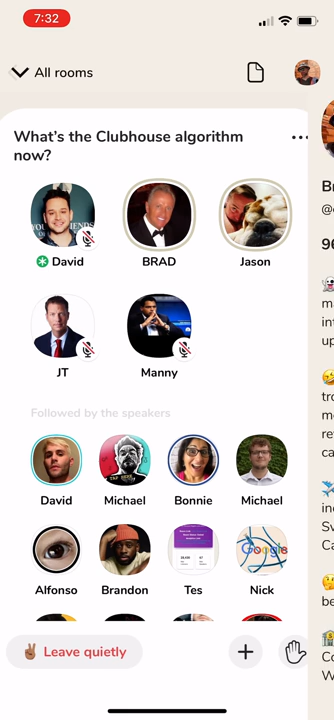 7:32
All rooms
What's the Clubhouse algorithm
now?
David
BRAD
Jason
JT
Manny
Followed by the speakers
David
Michael
Bonnie
Michael
Alfonso
Brandon
Tes
Nick
Google
Leave quietly